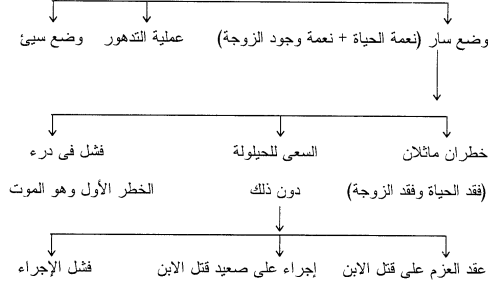 وضع سار (نعمة الحياة + نعمة وجود الزوجة) عملية التدهور وضع سيئ
خطران ماثلان السعى للحيلولة فشل فى درء
(فقد الحياة وفقد الزوجة) دون ذلك الخطر الأول وهو الموت
عقد العزم على قتل الابن إجراء على صعيد قتل الابن فشل الإجراء